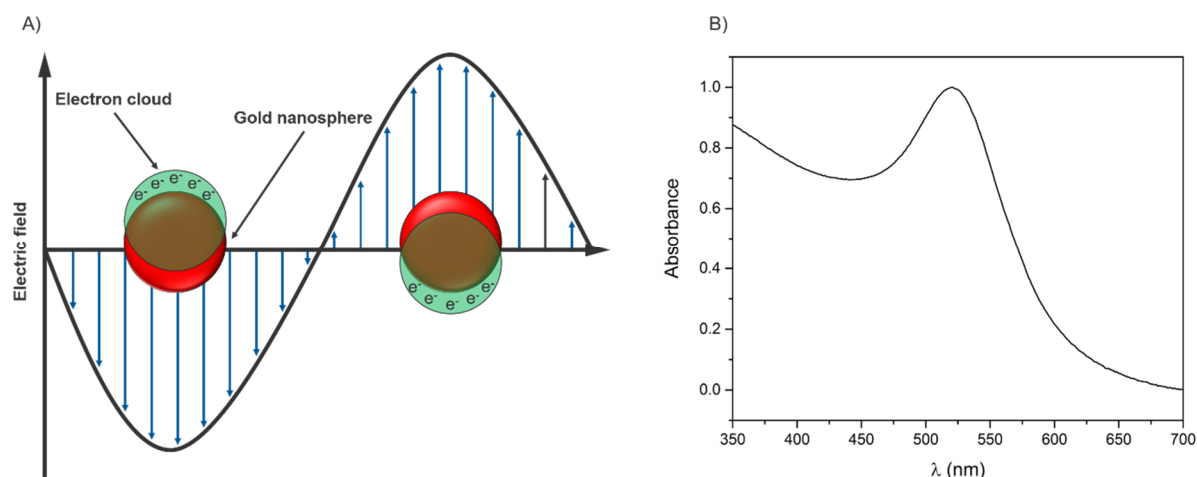 A)
Electron cloud
Gold nanosphere
e⁻ e⁻ e⁻ e⁻ e⁻
e⁻ e⁻ e⁻ e⁻ e⁻
Electric field
B)
1.0
0.8
0.6
0.4
0.2
0.0
Absorbance
350 400 450 500 550 600 650 700
λ (nm)